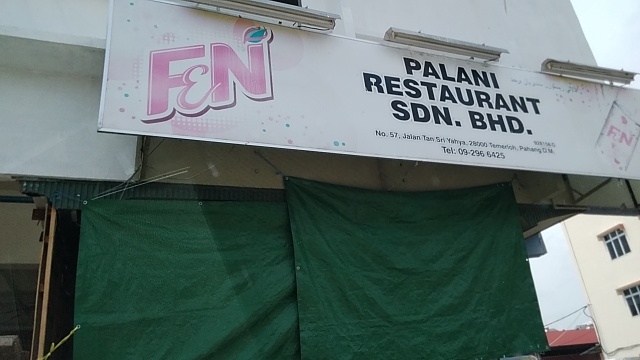 F&N
PALANI
RESTAURANT
SDN. BHD.
No. 57, Jalan Tan Sri Yahya, 28000 Temerloh, Pahang D.M.
Tel: 09-296 6425
F&N